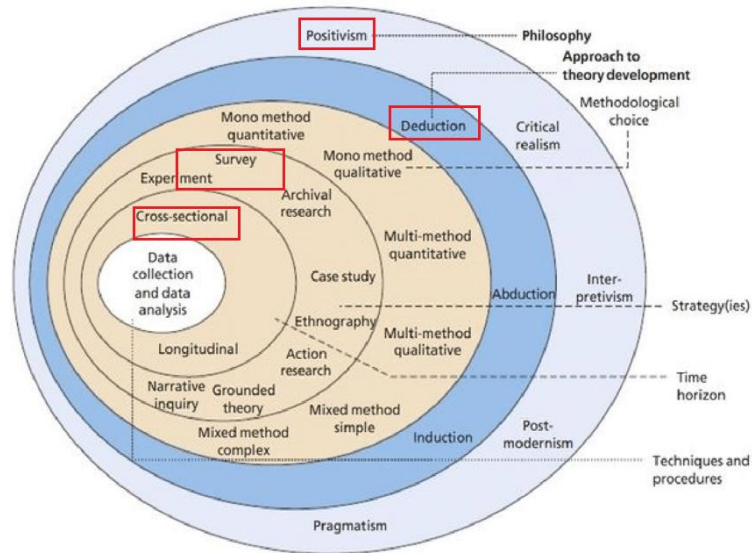 Positivism
Philosophy
Approach to
theory development
Methodological
choice
Deduction
Critical
realism
Mono method
quantitative
Mono method
qualitative
Survey
Experiment
Archival
research
Cross-sectional
Data
collection
and data
analysis
Multi-method
quantitative
Case study
Abduction
Inter-
pretivism
Strategy(ies)
Ethnography
Multi-method
qualitative
Longitudinal
Action
research
Time
horizon
Narrative
inquiry
Grounded
theory
Mixed method
simple
Mixed method
complex
Induction
Post-
modernism
Techniques and
procedures
Pragmatism